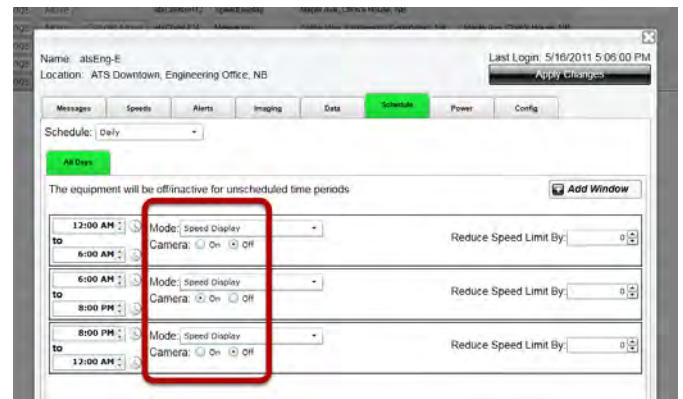 Name: atsEng-E
Last Login: 5/16/2011 5:06:00 PM
Location: ATS Downtown, Engineering Office, NB
Apply Changes
Messages Speeds Alerts Imaging Data Schedule Power Config
Schedule: Daily
All Days
The equipment will be off/inactive for unscheduled time periods
Add Window
12:00 AM
to
6:00 AM
Mode: Speed Display
Camera: On Off
Reduce Speed Limit By: 0
6:00 AM
to
8:00 PM
Mode: Speed Display
Camera: On Off
Reduce Speed Limit By: 0
8:00 PM
to
12:00 AM
Mode: Speed Display
Camera: On Off
Reduce Speed Limit By: 0